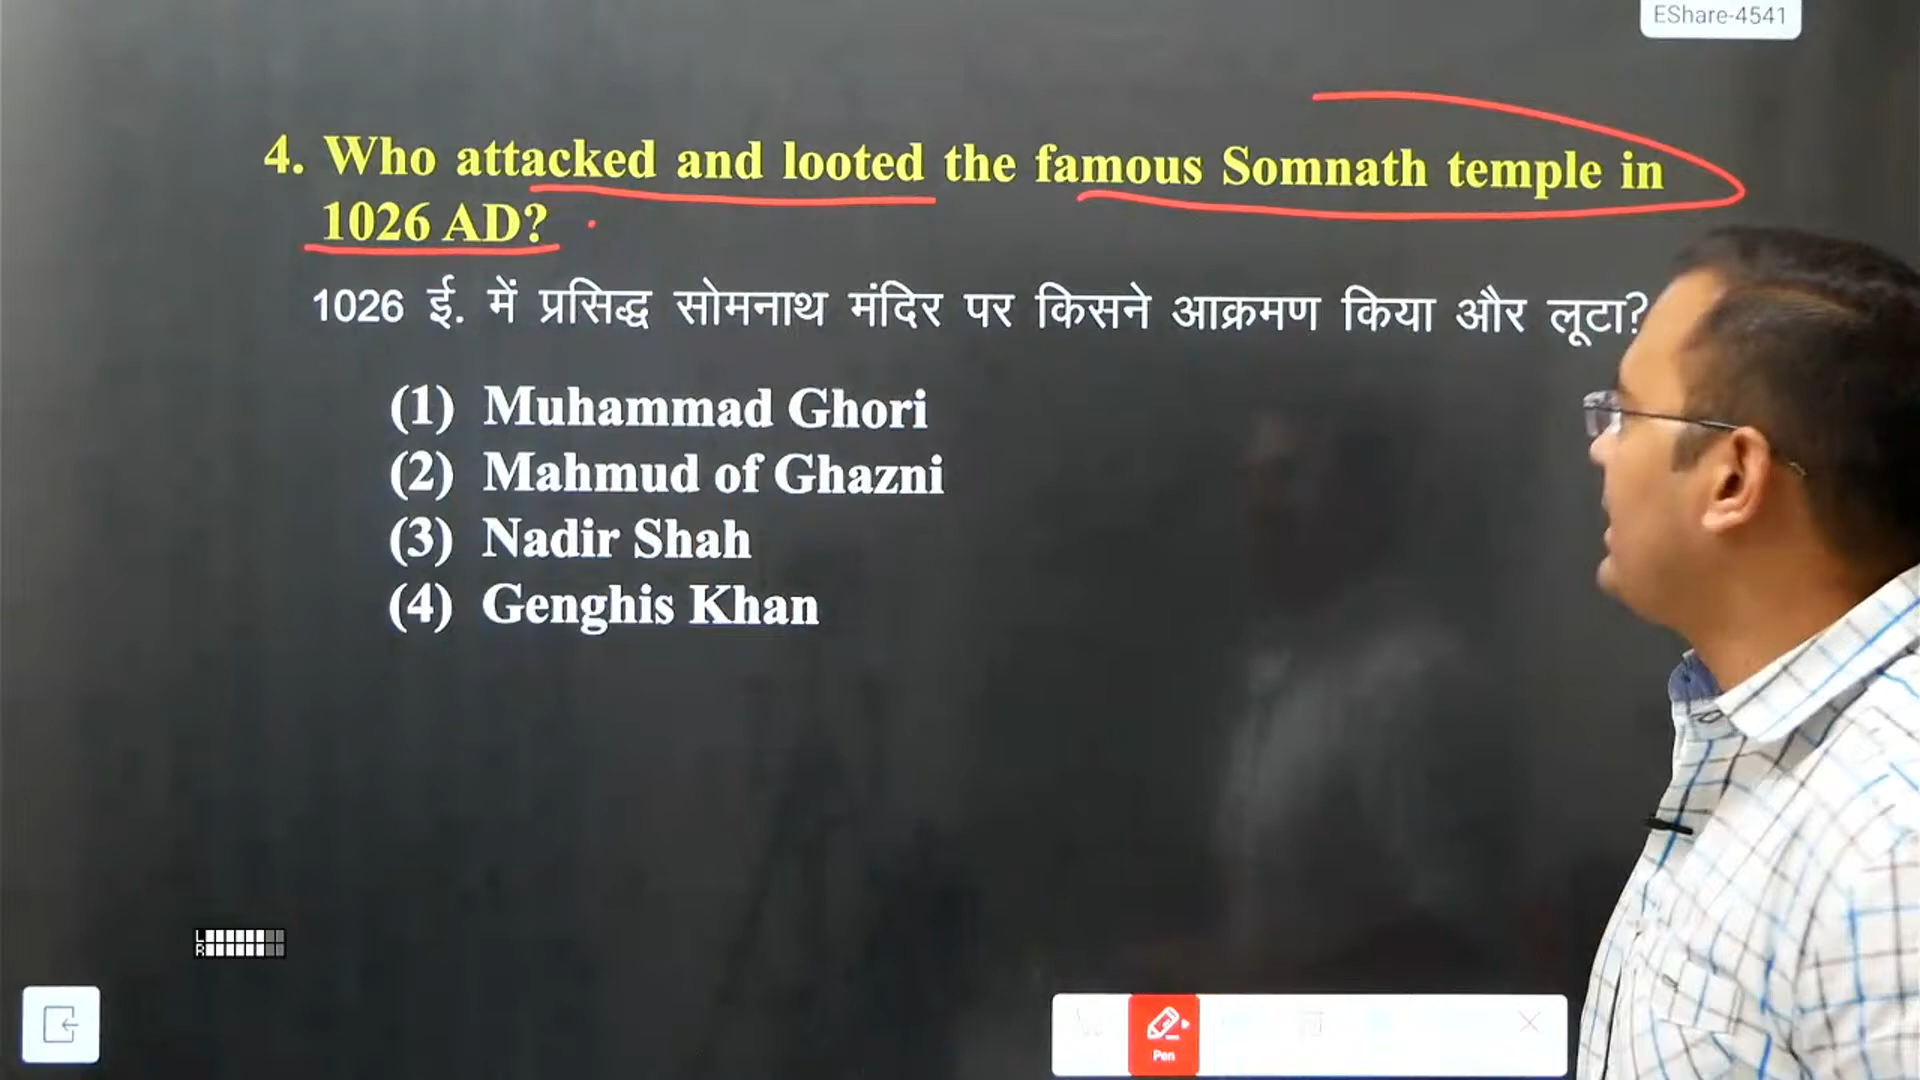 EShare-4541
4. Who attacked and looted the famous Somnath temple in
1026 AD?
1026 ई. में प्रसिद्ध सोमनाथ मंदिर पर किसने आक्रमण किया और लूटा?
(1) Muhammad Ghori
(2) Mahmud of Ghazni
(3) Nadir Shah
(4) Genghis Khan
L
R
Pen